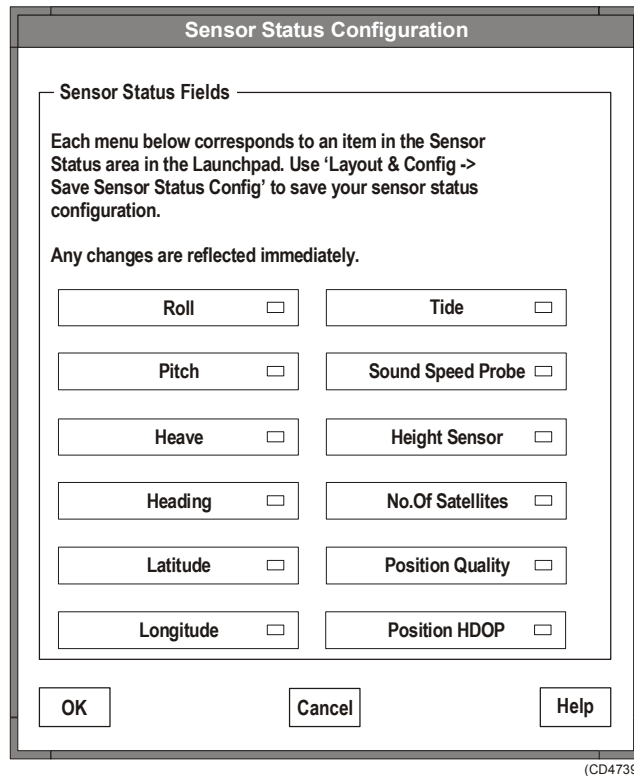 Sensor Status Configuration
Sensor Status Fields
Each menu below corresponds to an item in the Sensor
Status area in the Launchpad. Use ‘Layout & Config ->
Save Sensor Status Config’ to save your sensor status
configuration.
Any changes are reflected immediately.
Roll
Tide
Pitch
Sound Speed Probe
Heave
Height Sensor
Heading
No.Of Satellites
Latitude
Position Quality
Longitude
Position HDOP
OK
Cancel
Help
(CD4739